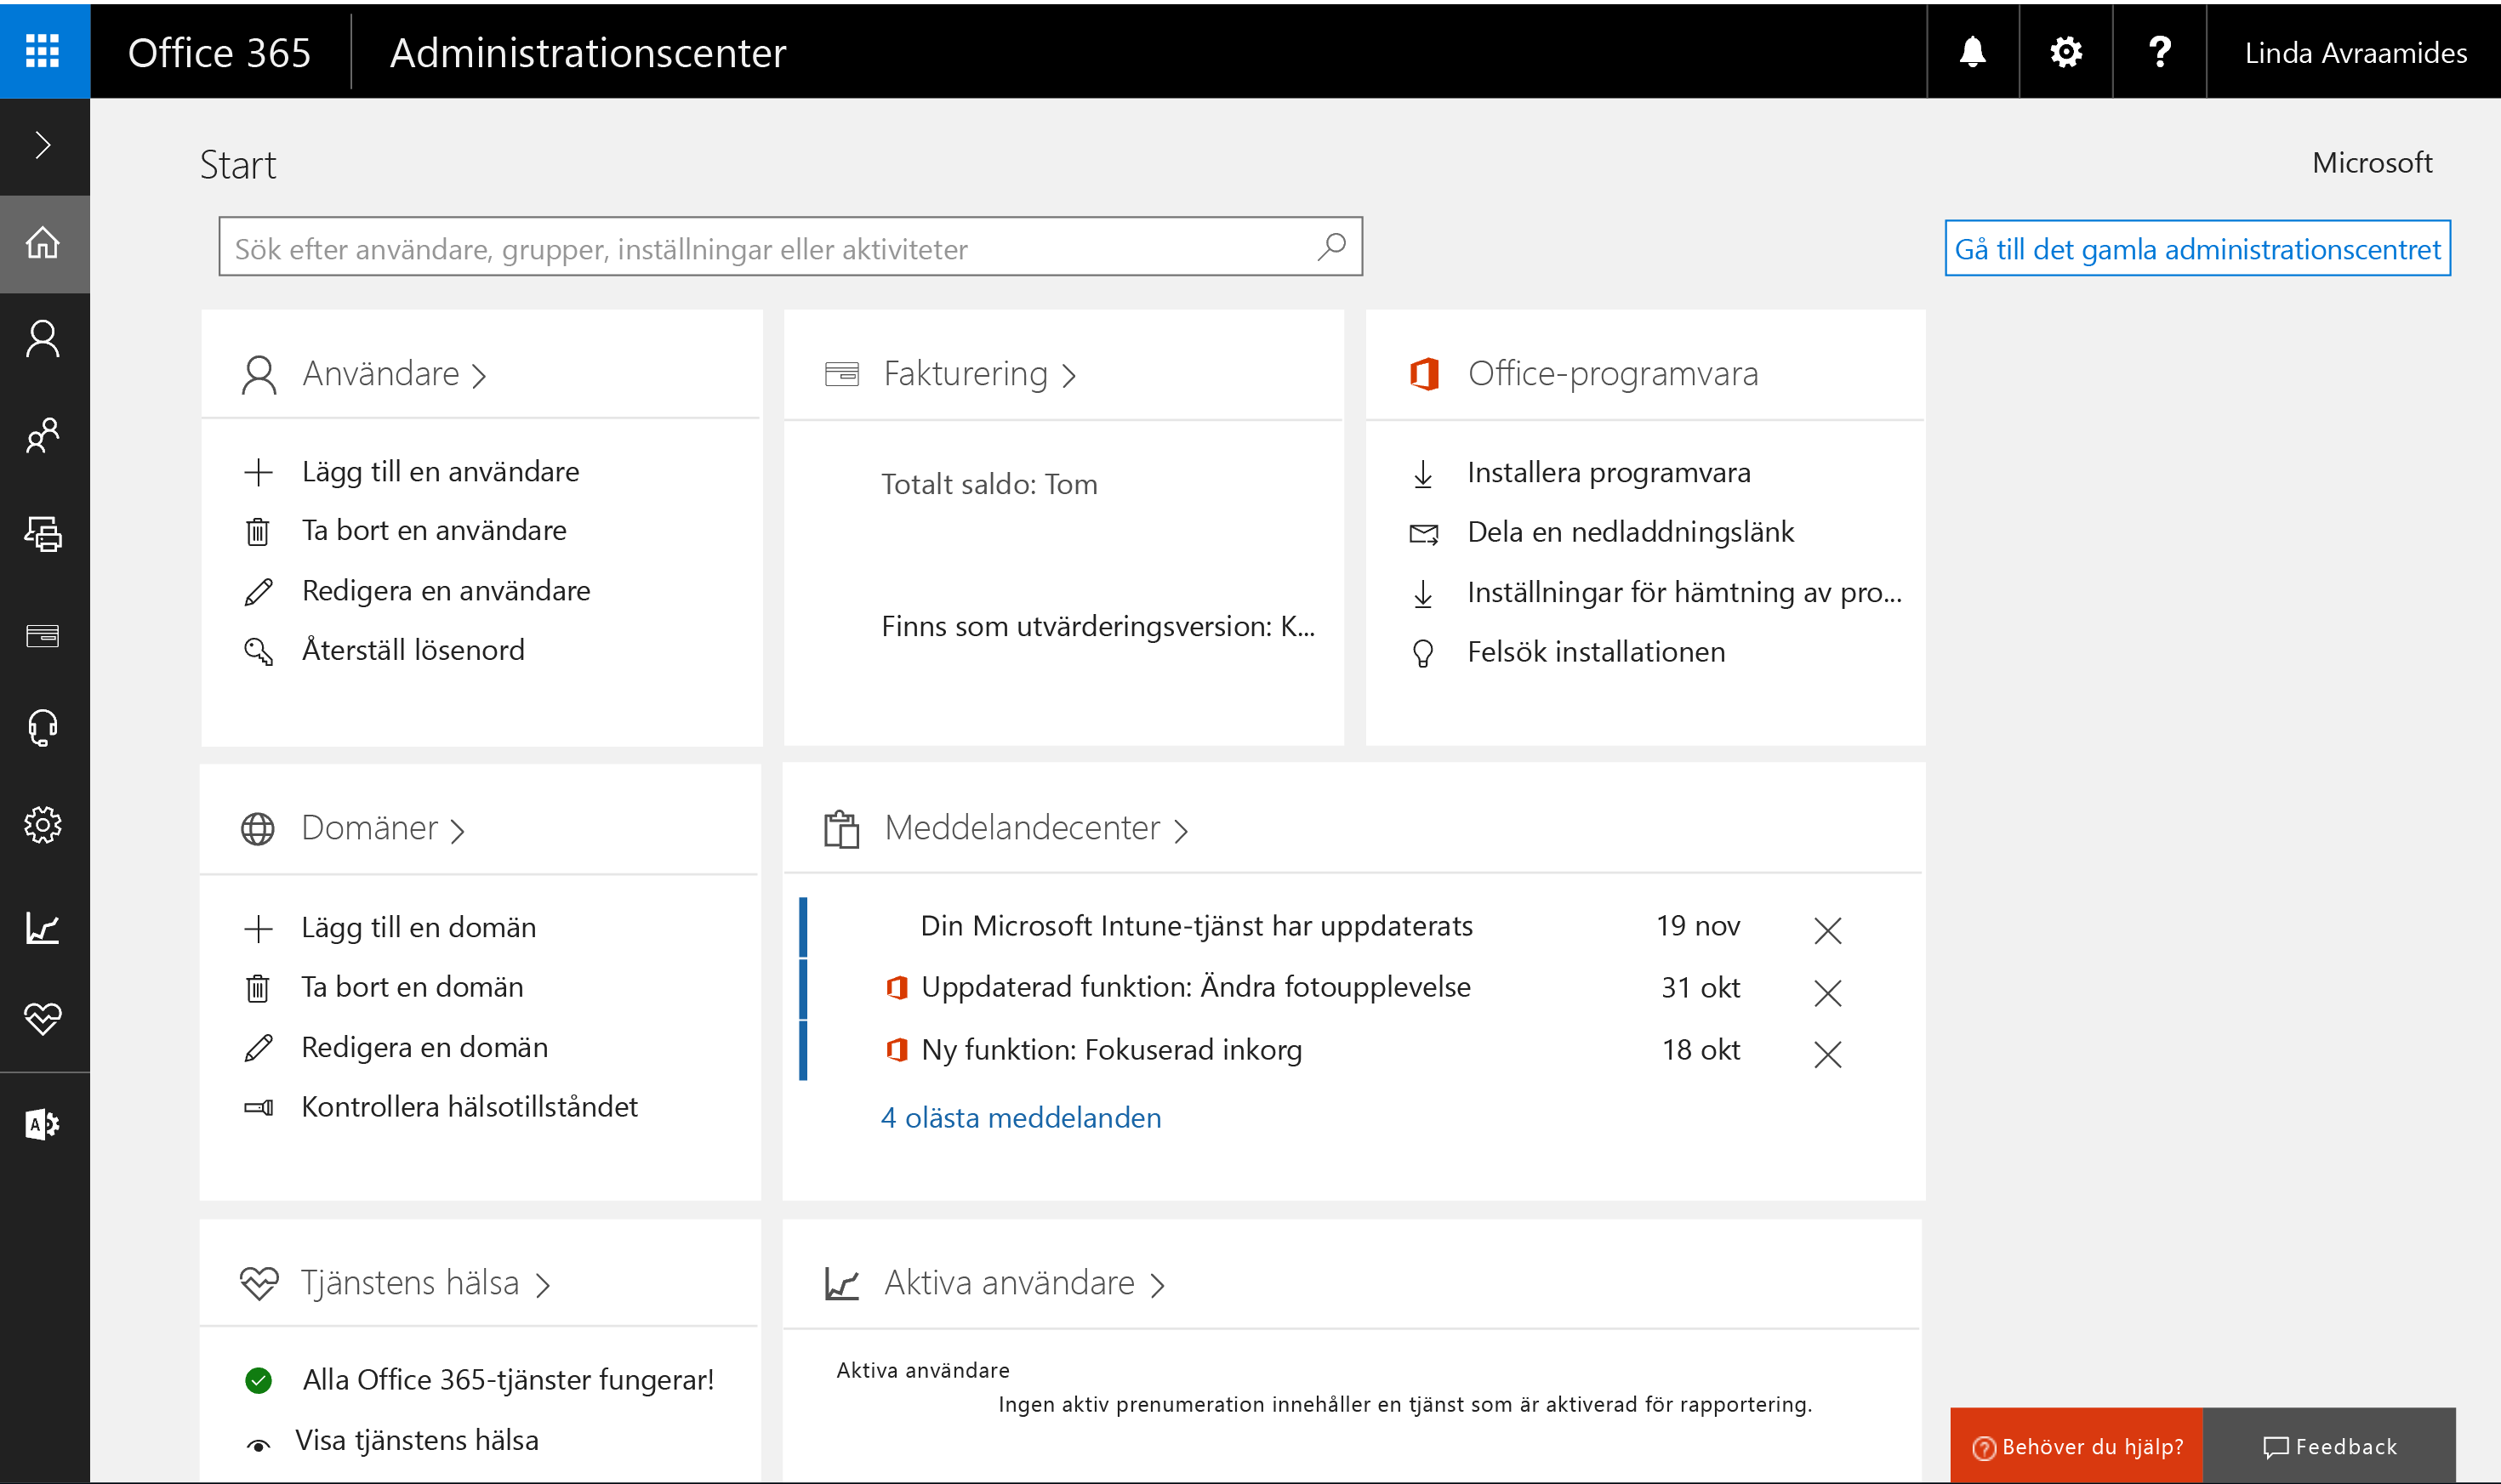 Office 365
Administrationscenter
Linda Avraamides
Start
Microsoft
Sök efter användare, grupper, inställningar eller aktiviteter
Gå till det gamla administrationscentret
Användare
Lägg till en användare
Ta bort en användare
Redigera en användare
Återställ lösenord
Fakturering
Totalt saldo: Tom
Finns som utvärderingsversion: K...
Office-programvara
Installera programvara
Dela en nedladdningslänk
Inställningar för hämtning av pro...
Felsök installationen
Domäner
Lägg till en domän
Ta bort en domän
Redigera en domän
Kontrollera hälsotillståndet
Meddelandecenter
Din Microsoft Intune-tjänst har uppdaterats 19 nov
Uppdaterad funktion: Ändra fotoupplevelse 31 okt
Ny funktion: Fokuserad inkorg 18 okt
4 olästa meddelanden
Tjänstens hälsa
Alla Office 365-tjänster fungerar!
Visa tjänstens hälsa
Aktiva användare
Aktiva användare
Ingen aktiv prenumeration innehåller en tjänst som är aktiverad för rapportering.
Behöver du hjälp?
Feedback